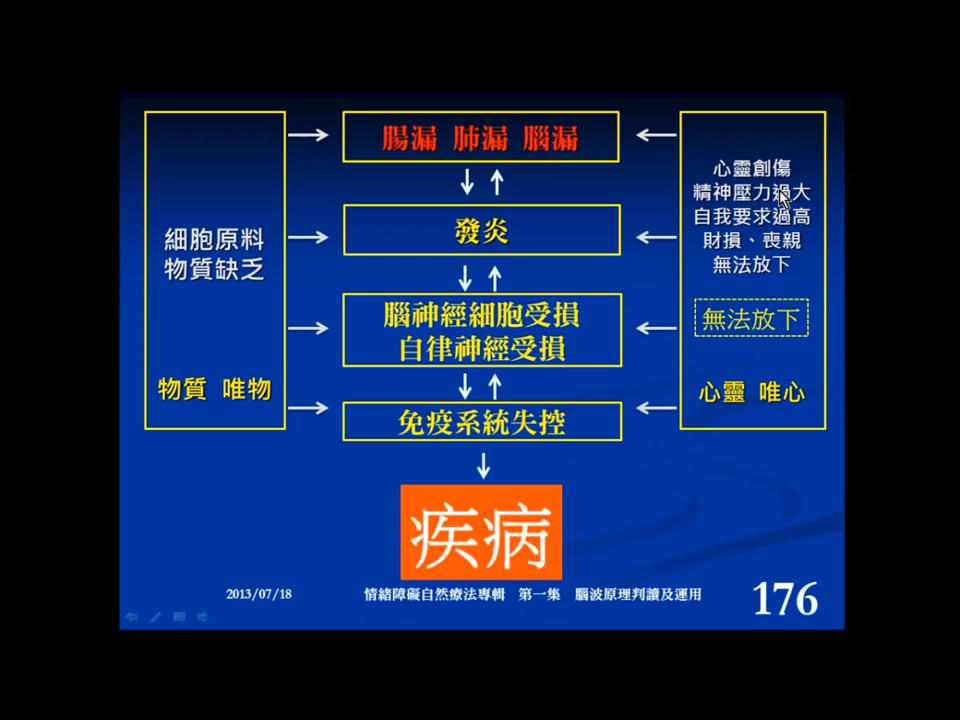 腸漏 肺漏 腦漏
心靈創傷
精神壓力過大
自我要求過高
財損、喪親
無法放下
細胞原料
物質缺乏
發炎
腦神經細胞受損
自律神經受損
無法放下
物質 唯物
心靈 唯心
免疫系統失控
疾病
2013/07/18
情緒障礙自然療法專輯 第一集 腦波原理判讀及運用
176